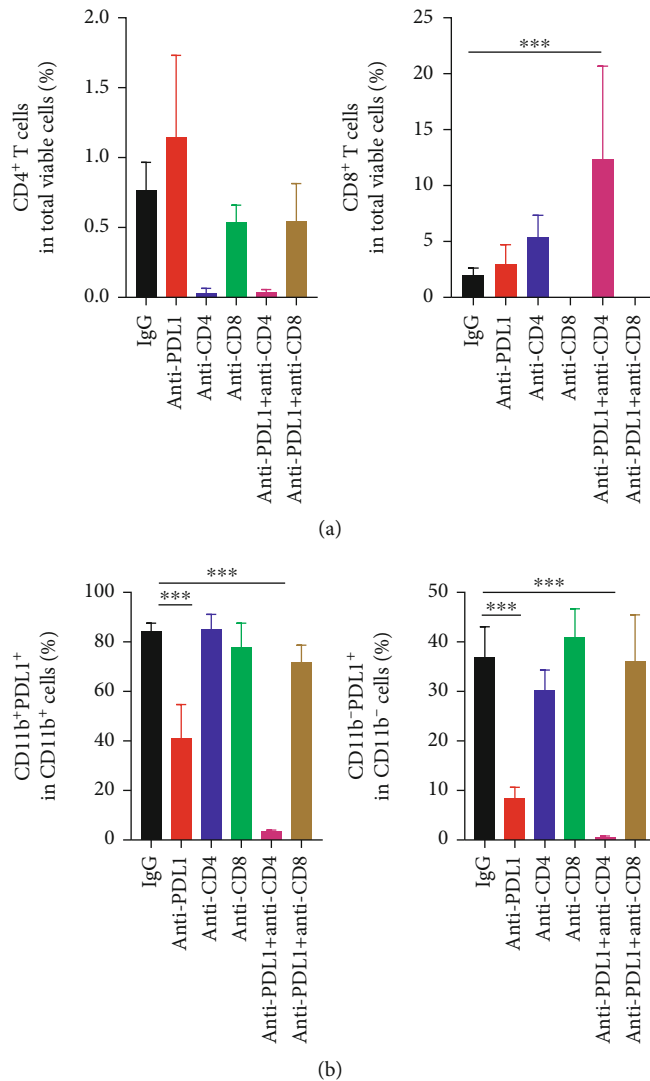 CD4+ T cells
in total viable cells (%)
2.0
1.5
1.0
0.5
0.0
IgG
Anti-PDL1
Anti-CD4
Anti-CD8
Anti-PDL1+anti-CD4
Anti-PDL1+anti-CD8
CD8+ T cells
in total viable cells (%)
25
20
15
10
5
0
***
IgG
Anti-PDL1
Anti-CD4
Anti-CD8
Anti-PDL1+anti-CD4
Anti-PDL1+anti-CD8
(a)
CD11b+PDL1+
in CD11b+ cells (%)
100
80
60
40
20
0
***
***
IgG
Anti-PDL1
Anti-CD4
Anti-CD8
Anti-PDL1+anti-CD4
Anti-PDL1+anti-CD8
CD11b−PDL1+
in CD11b− cells (%)
50
40
30
20
10
0
***
***
IgG
Anti-PDL1
Anti-CD4
Anti-CD8
Anti-PDL1+anti-CD4
Anti-PDL1+anti-CD8
(b)